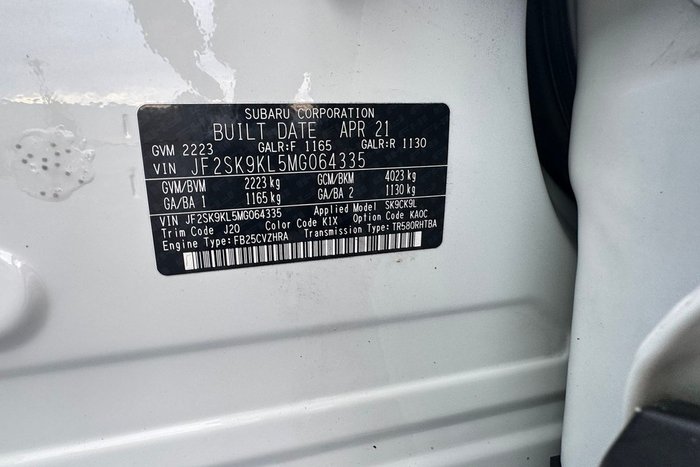 SUBARU CORPORATION
BUILT DATE APR 21
GVM 2223 GALR:F 1165 GALR:R 1130
VIN JF2SK9KL5MG064335
GVM/BVM 2223 kg GCM/BKM 4023 kg
GA/BA 1 1165 kg GA/BA 2 1130 kg
VIN JF2SK9KL5MG064335 Applied Model SK9CK9L
Trim Code J20 Color Code K1X Option Code KAOC
Engine Type:FB25CVZHRA Transmission Type:TR580RHTBA